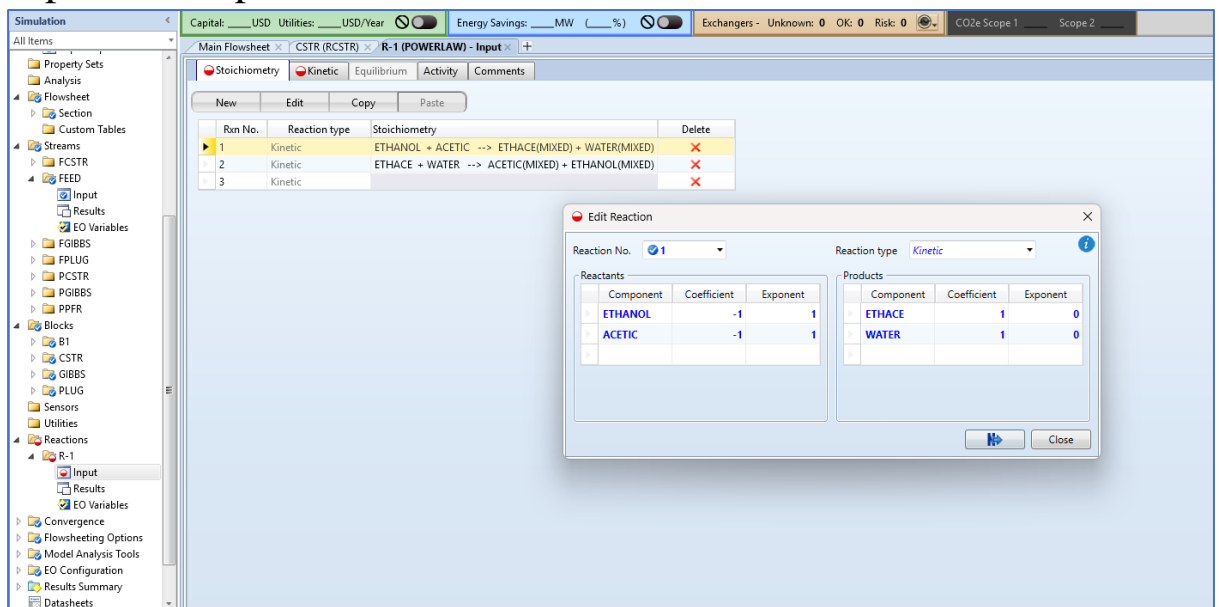 Simulation <
All Items
Property Sets
Analysis
Flowsheet
Section
Custom Tables
Streams
FCSTR
FEED
Input
Results
EO Variables
FGIBBS
FPLUG
PCSTR
PGIBBS
PPFR
Blocks
B1
CSTR
GIBBS
PLUG
Sensors
Utilities
Reactions
R-1
Input
Results
EO Variables
Convergence
Flowsheeting Options
Model Analysis Tools
EO Configuration
Results Summary
Datasheets
Capital: ____USD Utilities: ____USD/Year Energy Savings: ____MW (____%) Exchangers - Unknown: 0 OK: 0 Risk: 0 CO2e Scope 1 ____ Scope 2 ____
Main Flowsheet × CSTR (RCSTR) × R-1 (POWERLAW) - Input × +
Stoichiometry Kinetic Equilibrium Activity Comments
New Edit Copy Paste
Rxn No. Reaction type Stoichiometry Delete
1 Kinetic ETHANOL + ACETIC --> ETHACE(MIXED) + WATER(MIXED)
2 Kinetic ETHACE + WATER --> ACETIC(MIXED) + ETHANOL(MIXED)
3 Kinetic
Edit Reaction
Reaction No. 1 Reaction type Kinetic
Reactants Products
Component Coefficient Exponent Component Coefficient Exponent
ETHANOL -1 1 ETHACE 1 0
ACETIC -1 1 WATER 1 0
N Close